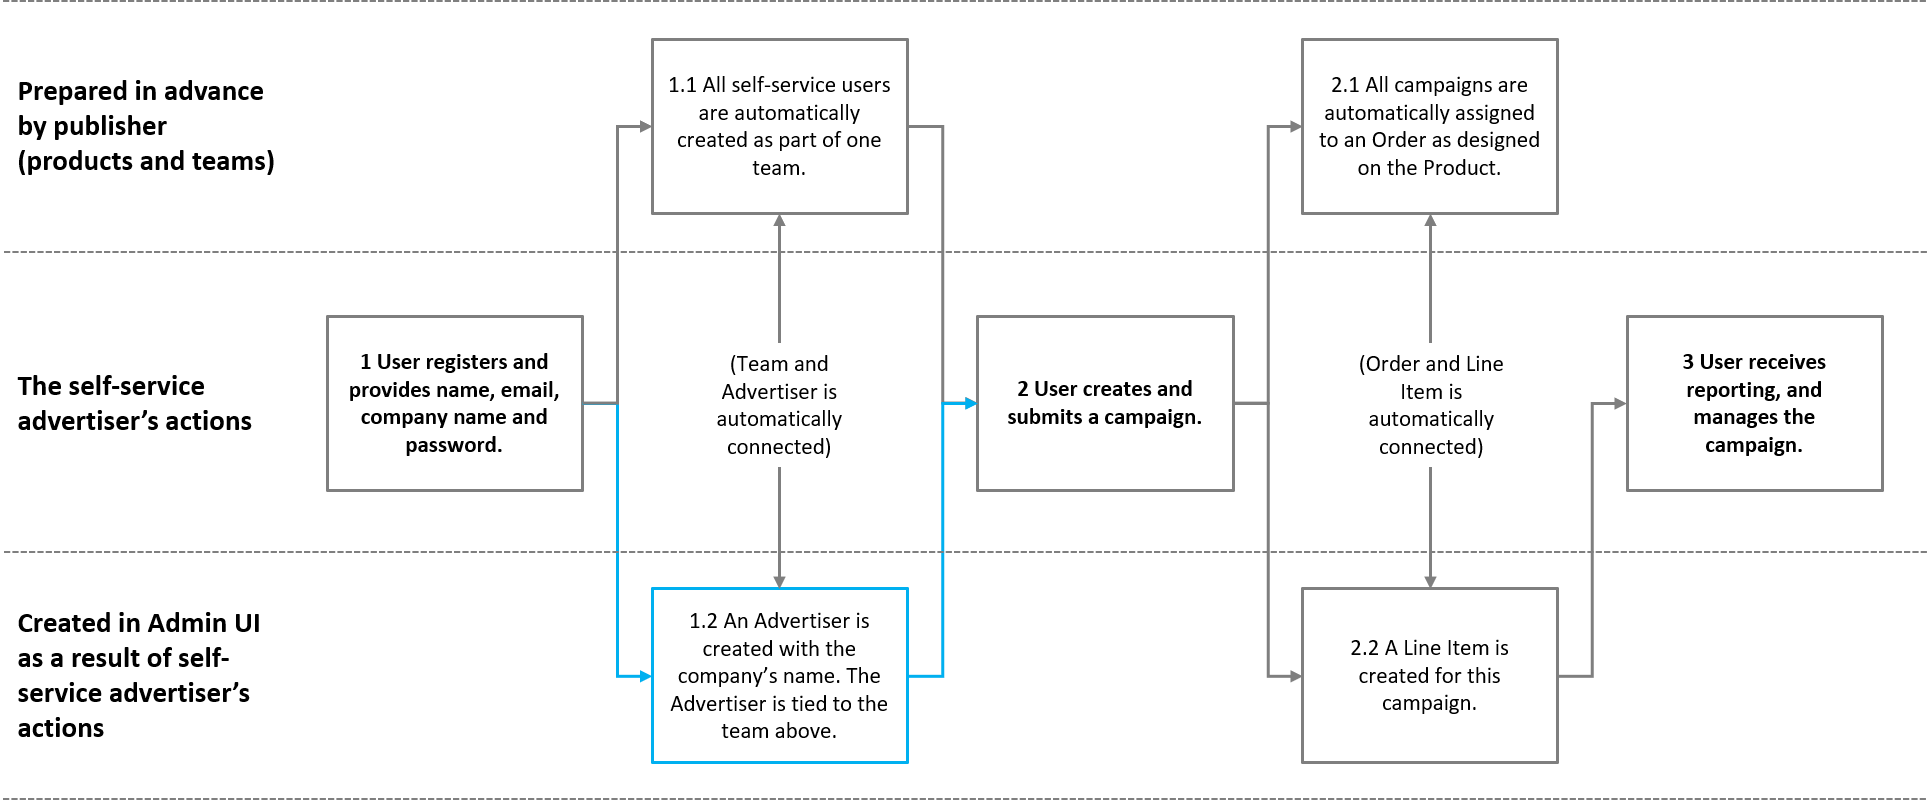 Prepared in advance
by publisher
(products and teams)
1.1 All self-service users
are automatically
created as part of one
team.
2.1 All campaigns are
automatically assigned
to an Order as designed
on the Product.
The self-service
advertiser’s actions
1 User registers and
provides name, email,
company name and
password.
(Team and
Advertiser is
automatically
connected)
2 User creates and
submits a campaign.
(Order and Line
Item is
automatically
connected)
3 User receives
reporting, and
manages the
campaign.
Created in Admin UI
as a result of self-
service advertiser’s
actions
1.2 An Advertiser is
created with the
company’s name. The
Advertiser is tied to the
team above.
2.2 A Line Item is
created for this
campaign.